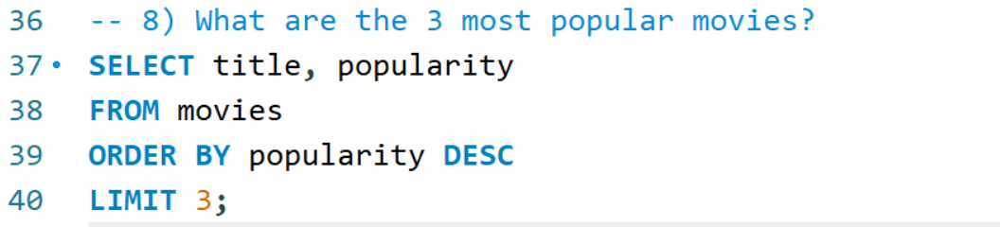 36 -- 8) What are the 3 most popular movies?
37 SELECT title, popularity
38 FROM movies
39 ORDER BY popularity DESC
40 LIMIT 3;